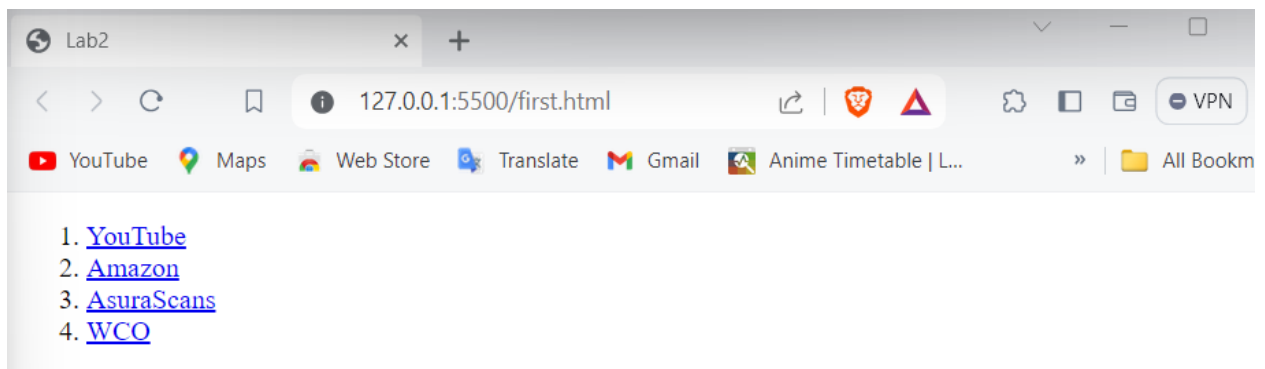 Lab2
127.0.0.1:5500/first.html
VPN
YouTube Maps Web Store Translate Gmail Anime Timetable | L... » All Bookm
1. YouTube
2. Amazon
3. AsuraScans
4. WCO